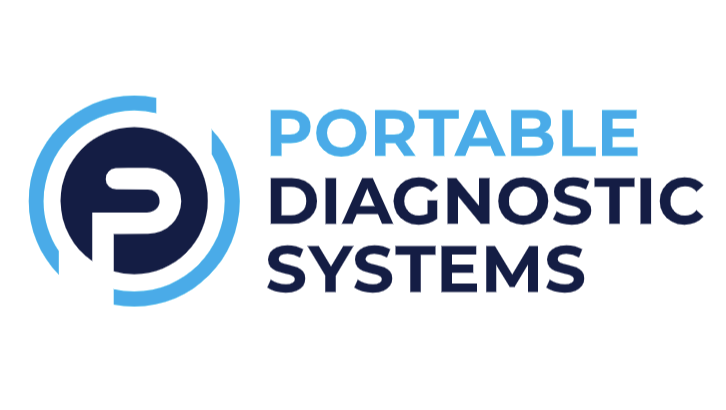 P
PORTABLE
DIAGNOSTIC
SYSTEMS